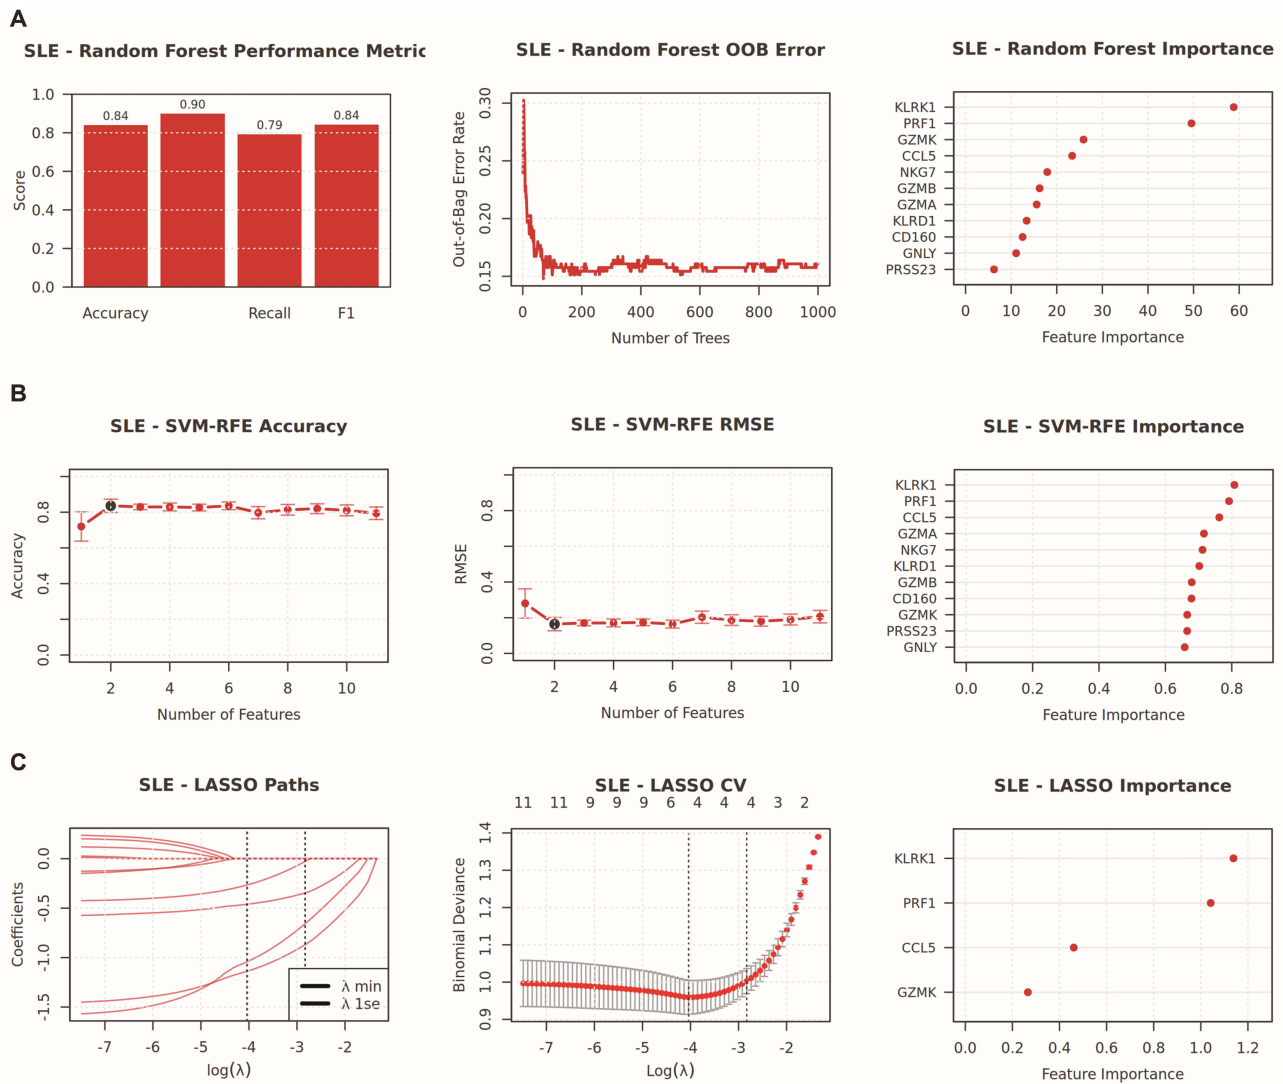 A
SLE - Random Forest Performance Metric
0.84
0.90
0.79
0.84
1.0
0.8
0.6
0.4
0.2
0.0
Score
Accuracy Recall F1
SLE - Random Forest OOB Error
0.30
0.25
0.20
0.15
Out-of-Bag Error Rate
0 200 400 600 800 1000
Number of Trees
SLE - Random Forest Importance
KLRK1
PRF1
GZMK
CCL5
NKG7
GZMB
GZMA
KLRD1
CD160
GNLY
PRSS23
0 10 20 30 40 50 60
Feature Importance
B
SLE - SVM-RFE Accuracy
0.8
0.4
0.0
Accuracy
2 4 6 8 10
Number of Features
SLE - SVM-RFE RMSE
0.8
0.4
0.0
RMSE
2 4 6 8 10
Number of Features
SLE - SVM-RFE Importance
KLRK1
PRF1
CCL5
GZMA
NKG7
KLRD1
GZMB
CD160
GZMK
PRSS23
GNLY
0.0 0.2 0.4 0.6 0.8
Feature Importance
C
SLE - LASSO Paths
0.0
-0.5
-1.0
-1.5
Coefficients
λ min
λ 1se
-7 -6 -5 -4 -3 -2
log(λ)
SLE - LASSO CV
11 11 9 9 9 6 4 4 4 3 2
1.4
1.3
1.2
1.1
1.0
0.9
Binomial Deviance
-7 -6 -5 -4 -3 -2
Log(λ)
SLE - LASSO Importance
KLRK1
PRF1
CCL5
GZMK
0.0 0.2 0.4 0.6 0.8 1.0 1.2
Feature Importance